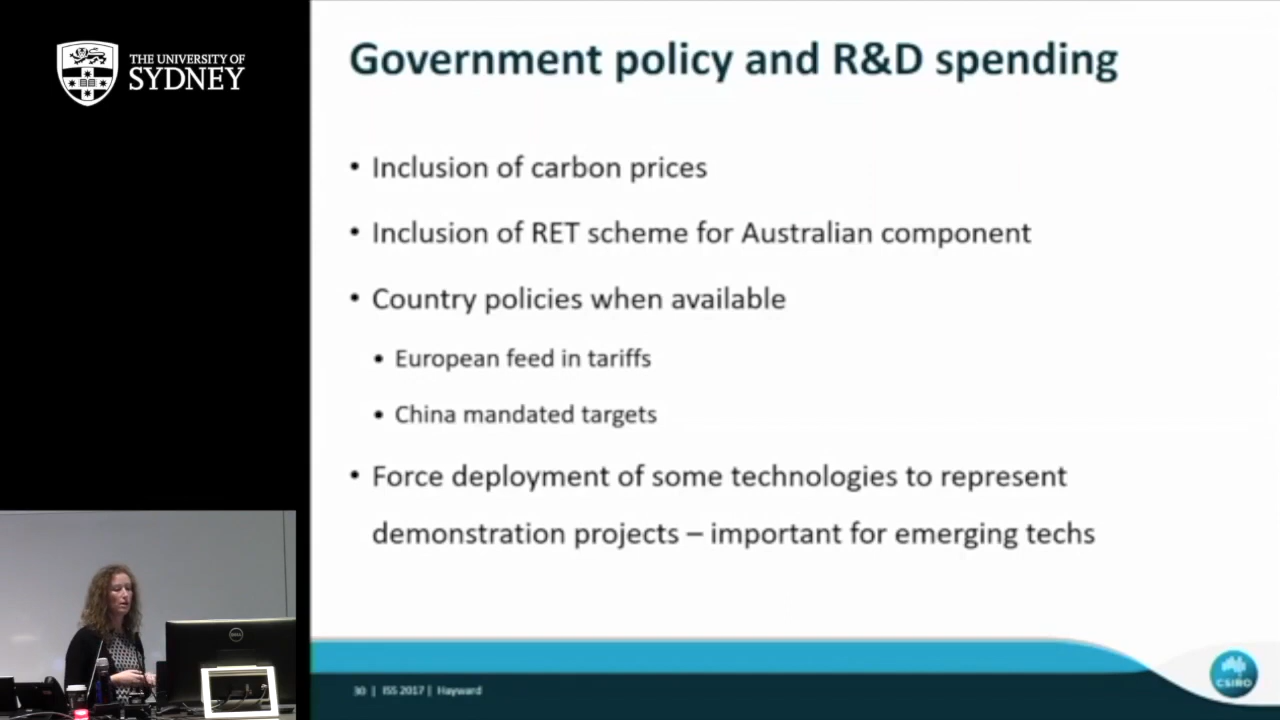 THE UNIVERSITY OF
SYDNEY
Government policy and R&D spending
• Inclusion of carbon prices
• Inclusion of RET scheme for Australian component
• Country policies when available
• European feed in tariffs
• China mandated targets
• Force deployment of some technologies to represent
demonstration projects – important for emerging techs
DELL
30 | ISS 2017 | Hayward
CSIRO